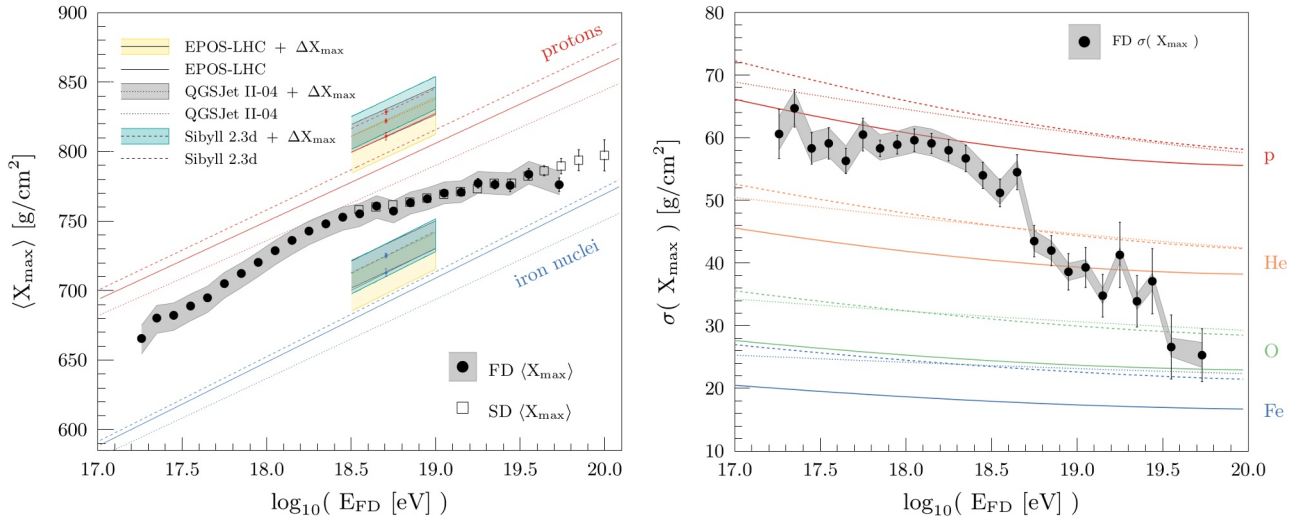 900
850
800
750
700
650
600
⟨X_max⟩ [g/cm²]
EPOS-LHC + ΔX_max
EPOS-LHC
QGSJet II-04 + ΔX_max
QGSJet II-04
Sibyll 2.3d + ΔX_max
Sibyll 2.3d
protons
iron nuclei
FD ⟨X_max⟩
SD ⟨X_max⟩
17.0 17.5 18.0 18.5 19.0 19.5 20.0
log₁₀( E_FD [eV] )
80
70
60
50
40
30
20
10
σ( X_max ) [g/cm²]
FD σ( X_max )
p
He
O
Fe
17.0 17.5 18.0 18.5 19.0 19.5 20.0
log₁₀( E_FD [eV] )